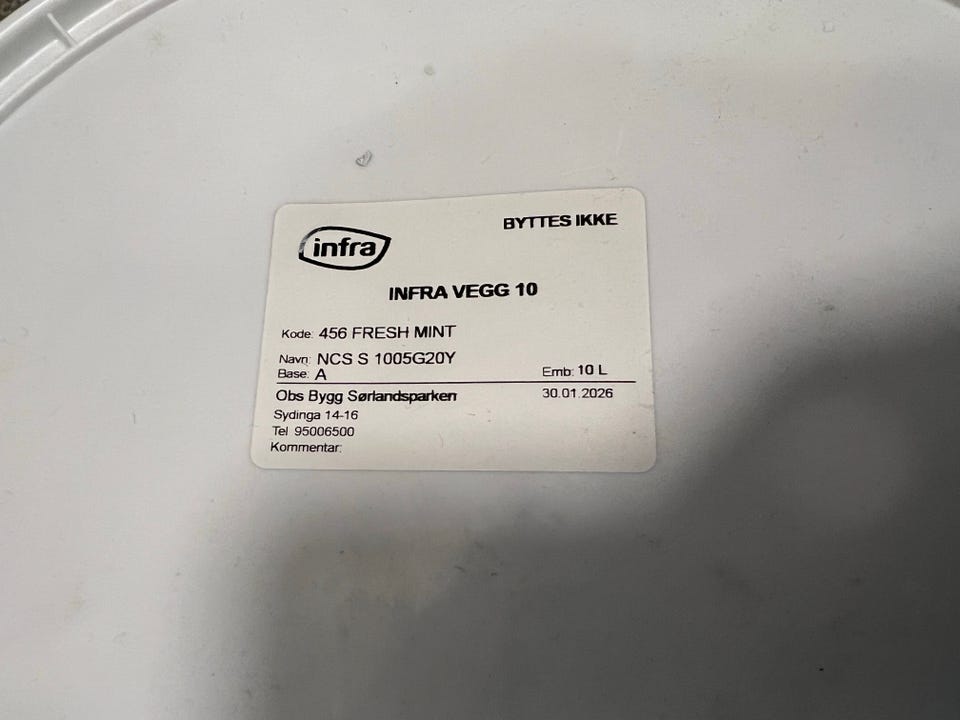 infra
BYTTES IKKE
INFRA VEGG 10
Kode: 456 FRESH MINT
Navn: NCS S 1005G20Y
Base: A
Emb: 10 L
Obs Bygg Sørlandsparken
30.01.2026
Sydinga 14-16
Tel 95006500
Kommentar: